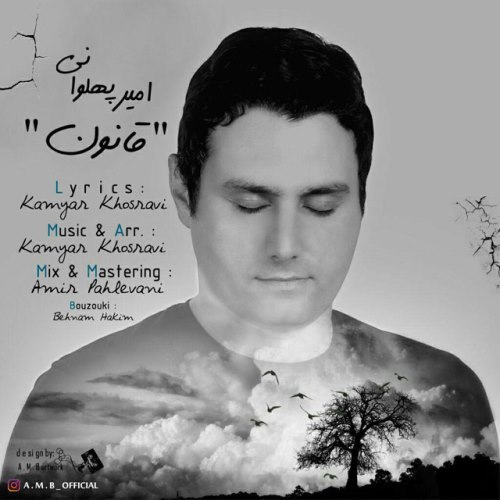 امیر پهلوانی
"قانون"
Lyrics :
Kamyar Khosravi
Music & Arr. :
Kamyar Khosravi
Mix & Mastering :
Amir Pahlevani
Bouzouki :
Behnam Hakim
design by:
A.M.B artwork
A.M.B_OFFICIAL